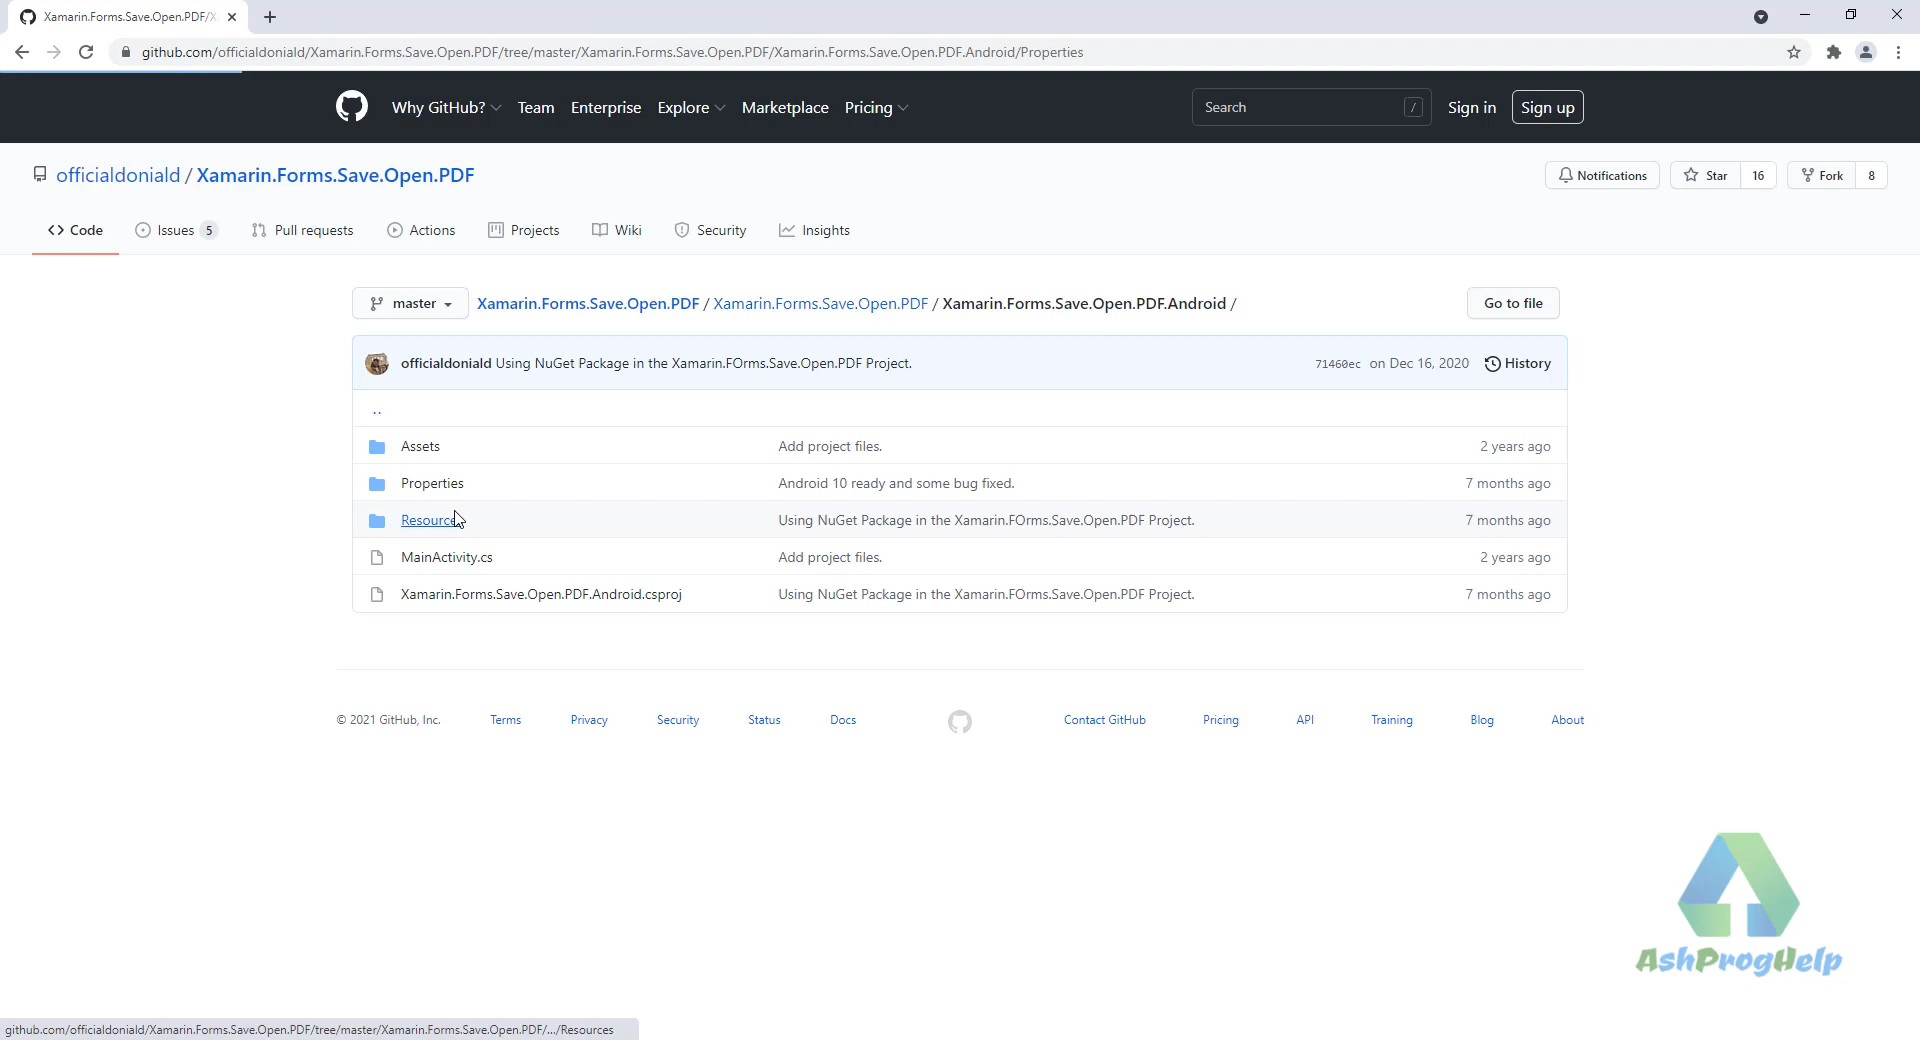 Xamarin.Forms.Save.Open.PDF/X
github.com/officialdoniald/Xamarin.Forms.Save.Open.PDF/tree/master/Xamarin.Forms.Save.Open.PDF/Xamarin.Forms.Save.Open.PDF.Android/Properties
Why GitHub? Team Enterprise Explore Marketplace Pricing Search / Sign in Sign up
officialdoniald / Xamarin.Forms.Save.Open.PDF Notifications Star 16 Fork 8
Code Issues 5 Pull requests Actions Projects Wiki Security Insights
master Xamarin.Forms.Save.Open.PDF / Xamarin.Forms.Save.Open.PDF / Xamarin.Forms.Save.Open.PDF.Android / Go to file
officialdoniald Using NuGet Package in the Xamarin.FOrms.Save.Open.PDF Project. 71460ec on Dec 16, 2020 History
..
Assets Add project files. 2 years ago
Properties Android 10 ready and some bug fixed. 7 months ago
Resources Using NuGet Package in the Xamarin.FOrms.Save.Open.PDF Project. 7 months ago
MainActivity.cs Add project files. 2 years ago
Xamarin.Forms.Save.Open.PDF.Android.csproj Using NuGet Package in the Xamarin.FOrms.Save.Open.PDF Project. 7 months ago
© 2021 GitHub, Inc. Terms Privacy Security Status Docs Contact GitHub Pricing API Training Blog About
AshProgHelp
github.com/officialdoniald/Xamarin.Forms.Save.Open.PDF/tree/master/Xamarin.Forms.Save.Open.PDF/.../Resources